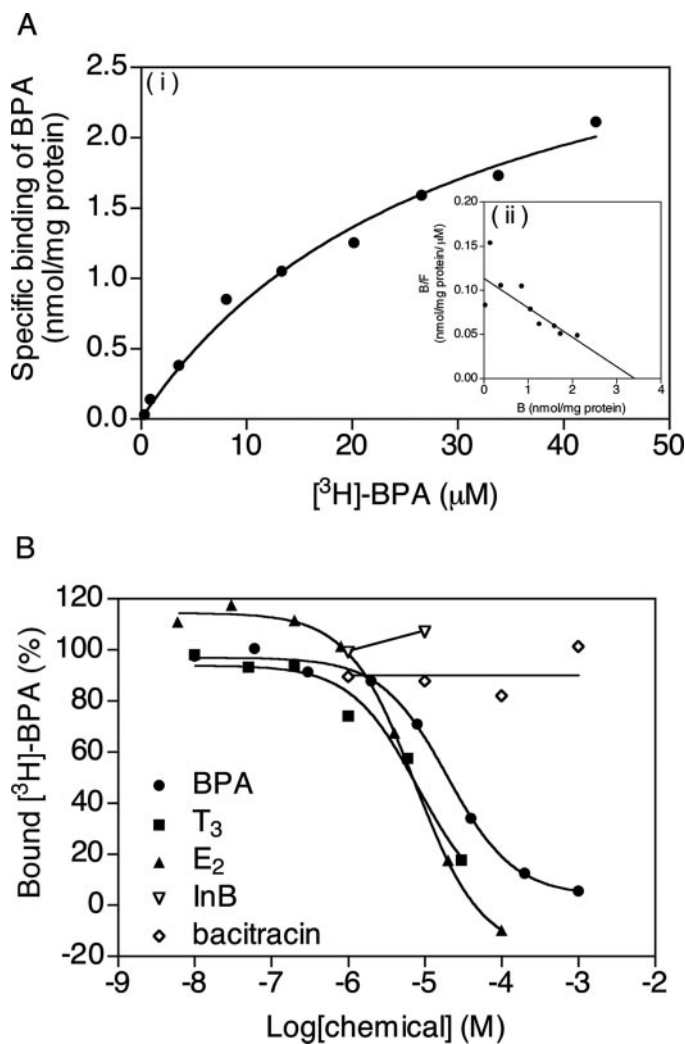 A
(i)
Specific binding of BPA
(nmol/mg protein)
2.5
2.0
1.5
1.0
0.5
0.0
0 10 20 30 40 50
[³H]-BPA (μM)
(ii)
B/F
(nmol/mg protein/ μM)
0.20
0.15
0.10
0.05
0.00
0 1 2 3 4
B (nmol/mg protein)
B
Bound [³H]-BPA (%)
120
100
80
60
40
20
0
-20
BPA
T₃
E₂
InB
bacitracin
-9 -8 -7 -6 -5 -4 -3 -2
Log[chemical] (M)